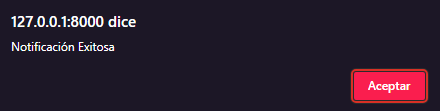 127.0.0.1:8000 dice
Notificación Exitosa
Aceptar